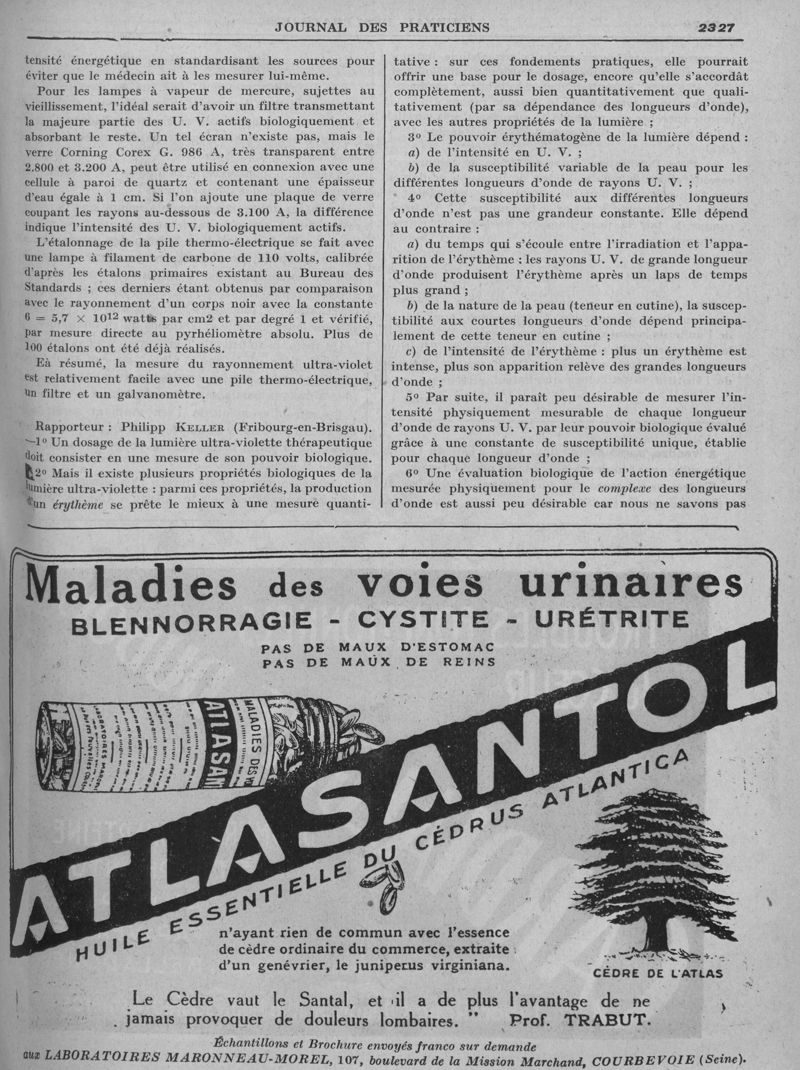 JOURNAL DES PRATICIENS
2327
tensité énergétique en standardisant les sources pour
éviter que le médecin ait à les mesurer lui-même.
Pour les lampes à vapeur de mercure, sujettes au
vieillissement, l'idéal serait d'avoir un filtre transmettant
la majeure partie des U. V. actifs biologiquement et
absorbant le reste. Un tel écran n'existe pas, mais le
verre Corning Corex G. 986 A, très transparent entre
2.800 et 3.200 A, peut être utilisé en connexion avec une
cellule à paroi de quartz et contenant une épaisseur
d'eau égale à 1 cm. Si l'on ajoute une plaque de verre
coupant les rayons au-dessous de 3.100 A, la différence
indique l'intensité des U. V. biologiquement actifs.
L'étalonnage de la pile thermo-électrique se fait avec
une lampe à filament de carbone de 110 volts, calibrée
d'après les étalons primaires existant au Bureau des
Standards ; ces derniers étant obtenus par comparaison
avec le rayonnement d'un corps noir avec la constante
6 = 5,7 × 10¹² watts par cm2 et par degré 1 et vérifié,
par mesure directe au pyrhéliomètre absolu. Plus de
100 étalons ont été déjà réalisés.
Eà résumé, la mesure du rayonnement ultra-violet
est relativement facile avec une pile thermo-électrique,
un filtre et un galvanomètre.
Rapporteur : Philipp KELLER (Fribourg-en-Brisgau).
—1º Un dosage de la lumière ultra-violette thérapeutique
doit consister en une mesure de son pouvoir biologique.
2º Mais il existe plusieurs propriétés biologiques de la
lumière ultra-violette : parmi ces propriétés, la production
d'un érythème se prête le mieux à une mesure quanti-
tative : sur ces fondements pratiques, elle pourrait
offrir une base pour le dosage, encore qu'elle s'accordât
complètement, aussi bien quantitativement que quali-
tativement (par sa dépendance des longueurs d'onde),
avec les autres propriétés de la lumière ;
3º Le pouvoir érythématogène de la lumière dépend :
a) de l'intensité en U. V. ;
b) de la susceptibilité variable de la peau pour les
différentes longueurs d'onde de rayons U. V. ;
4º Cette susceptibilité aux différentes longueurs
d'onde n'est pas une grandeur constante. Elle dépend
au contraire :
a) du temps qui s'écoule entre l'irradiation et l'appa-
rition de l'érythème : les rayons U. V. de grande longueur
d'onde produisent l'érythème après un laps de temps
plus grand ;
b) de la nature de la peau (teneur en cutine), la suscep-
tibilité aux courtes longueurs d'onde dépend principa-
lement de cette teneur en cutine ;
c) de l'intensité de l'érythème : plus un érythème est
intense, plus son apparition relève des grandes longueurs
d'onde ;
5º Par suite, il paraît peu désirable de mesurer l'in-
tensité physiquement mesurable de chaque longueur
d'onde de rayons U. V. par leur pouvoir biologique évalué
grâce à une constante de susceptibilité unique, établie
pour chaque longueur d'onde ;
6º Une évaluation biologique de l'action énergétique
mesurée physiquement pour le complexe des longueurs
d'onde est aussi peu désirable car nous ne savons pas
Maladies des voies urinaires
BLENNORRAGIE - CYSTITE - URÉTRITE
PAS DE MAUX D'ESTOMAC
PAS DE MAUX DE REINS
ATLASAN
MALADIES DES VO
ATLASANTOL
HUILE ESSENTIELLE DU CÉDRUS ATLANTICA
n'ayant rien de commun avec l'essence
de cèdre ordinaire du commerce, extraite
d'un genévrier, le juniperus virginiana.
CÈDRE DE L'ATLAS
Le Cèdre vaut le Santal, et il a de plus l'avantage de ne
jamais provoquer de douleurs lombaires. " Prof. TRABUT.
Échantillons et Brochure envoyés franco sur demande
aux LABORATOIRES MARONNEAU-MOREL, 107, boulevard de la Mission Marchand, COURBEVOIE (Seine).